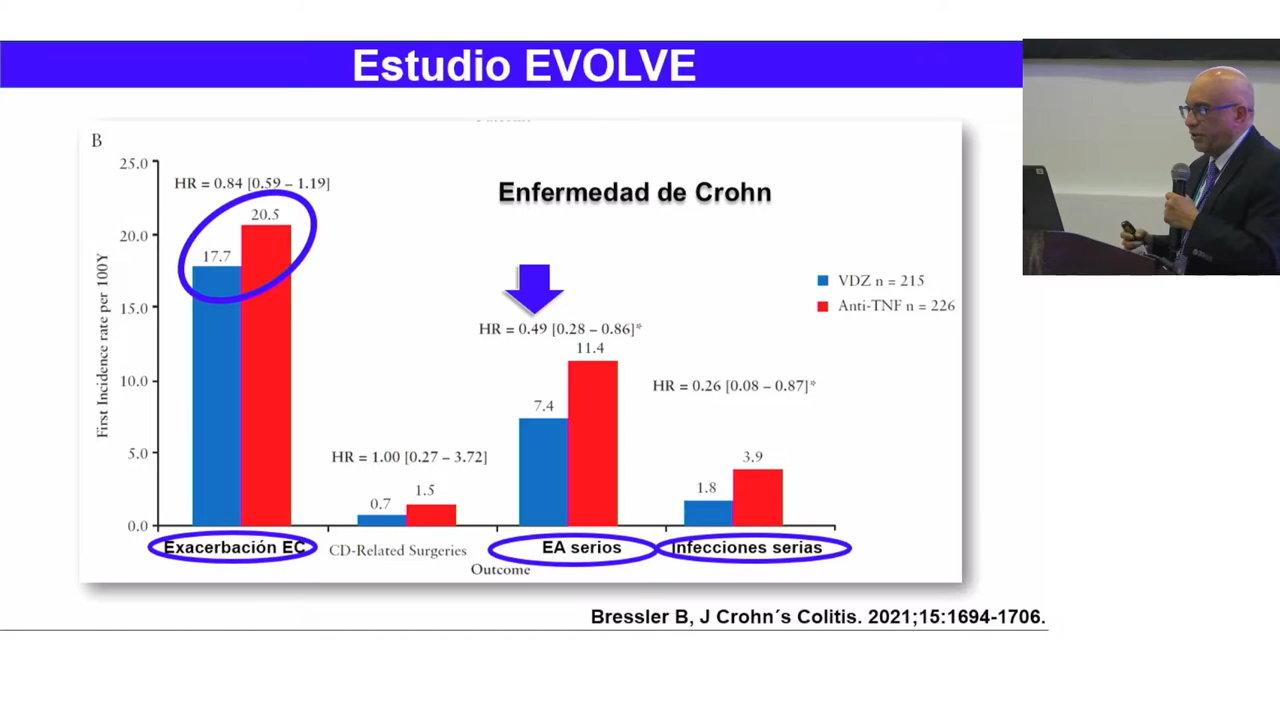 Estudio EVOLVE
B
Enfermedad de Crohn
First Incidence rate per 100Y
25.0
20.0
15.0
10.0
5.0
0.0
HR = 0.84 [0.59 – 1.19]
17.7
20.5
HR = 1.00 [0.27 – 3.72]
0.7
1.5
HR = 0.49 [0.28 – 0.86]*
7.4
11.4
HR = 0.26 [0.08 – 0.87]*
1.8
3.9
VDZ n = 215
Anti-TNF n = 226
Exacerbación EC
CD-Related Surgeries
EA serios
Infecciones serias
Outcome
Bressler B, J Crohn´s Colitis. 2021;15:1694-1706.